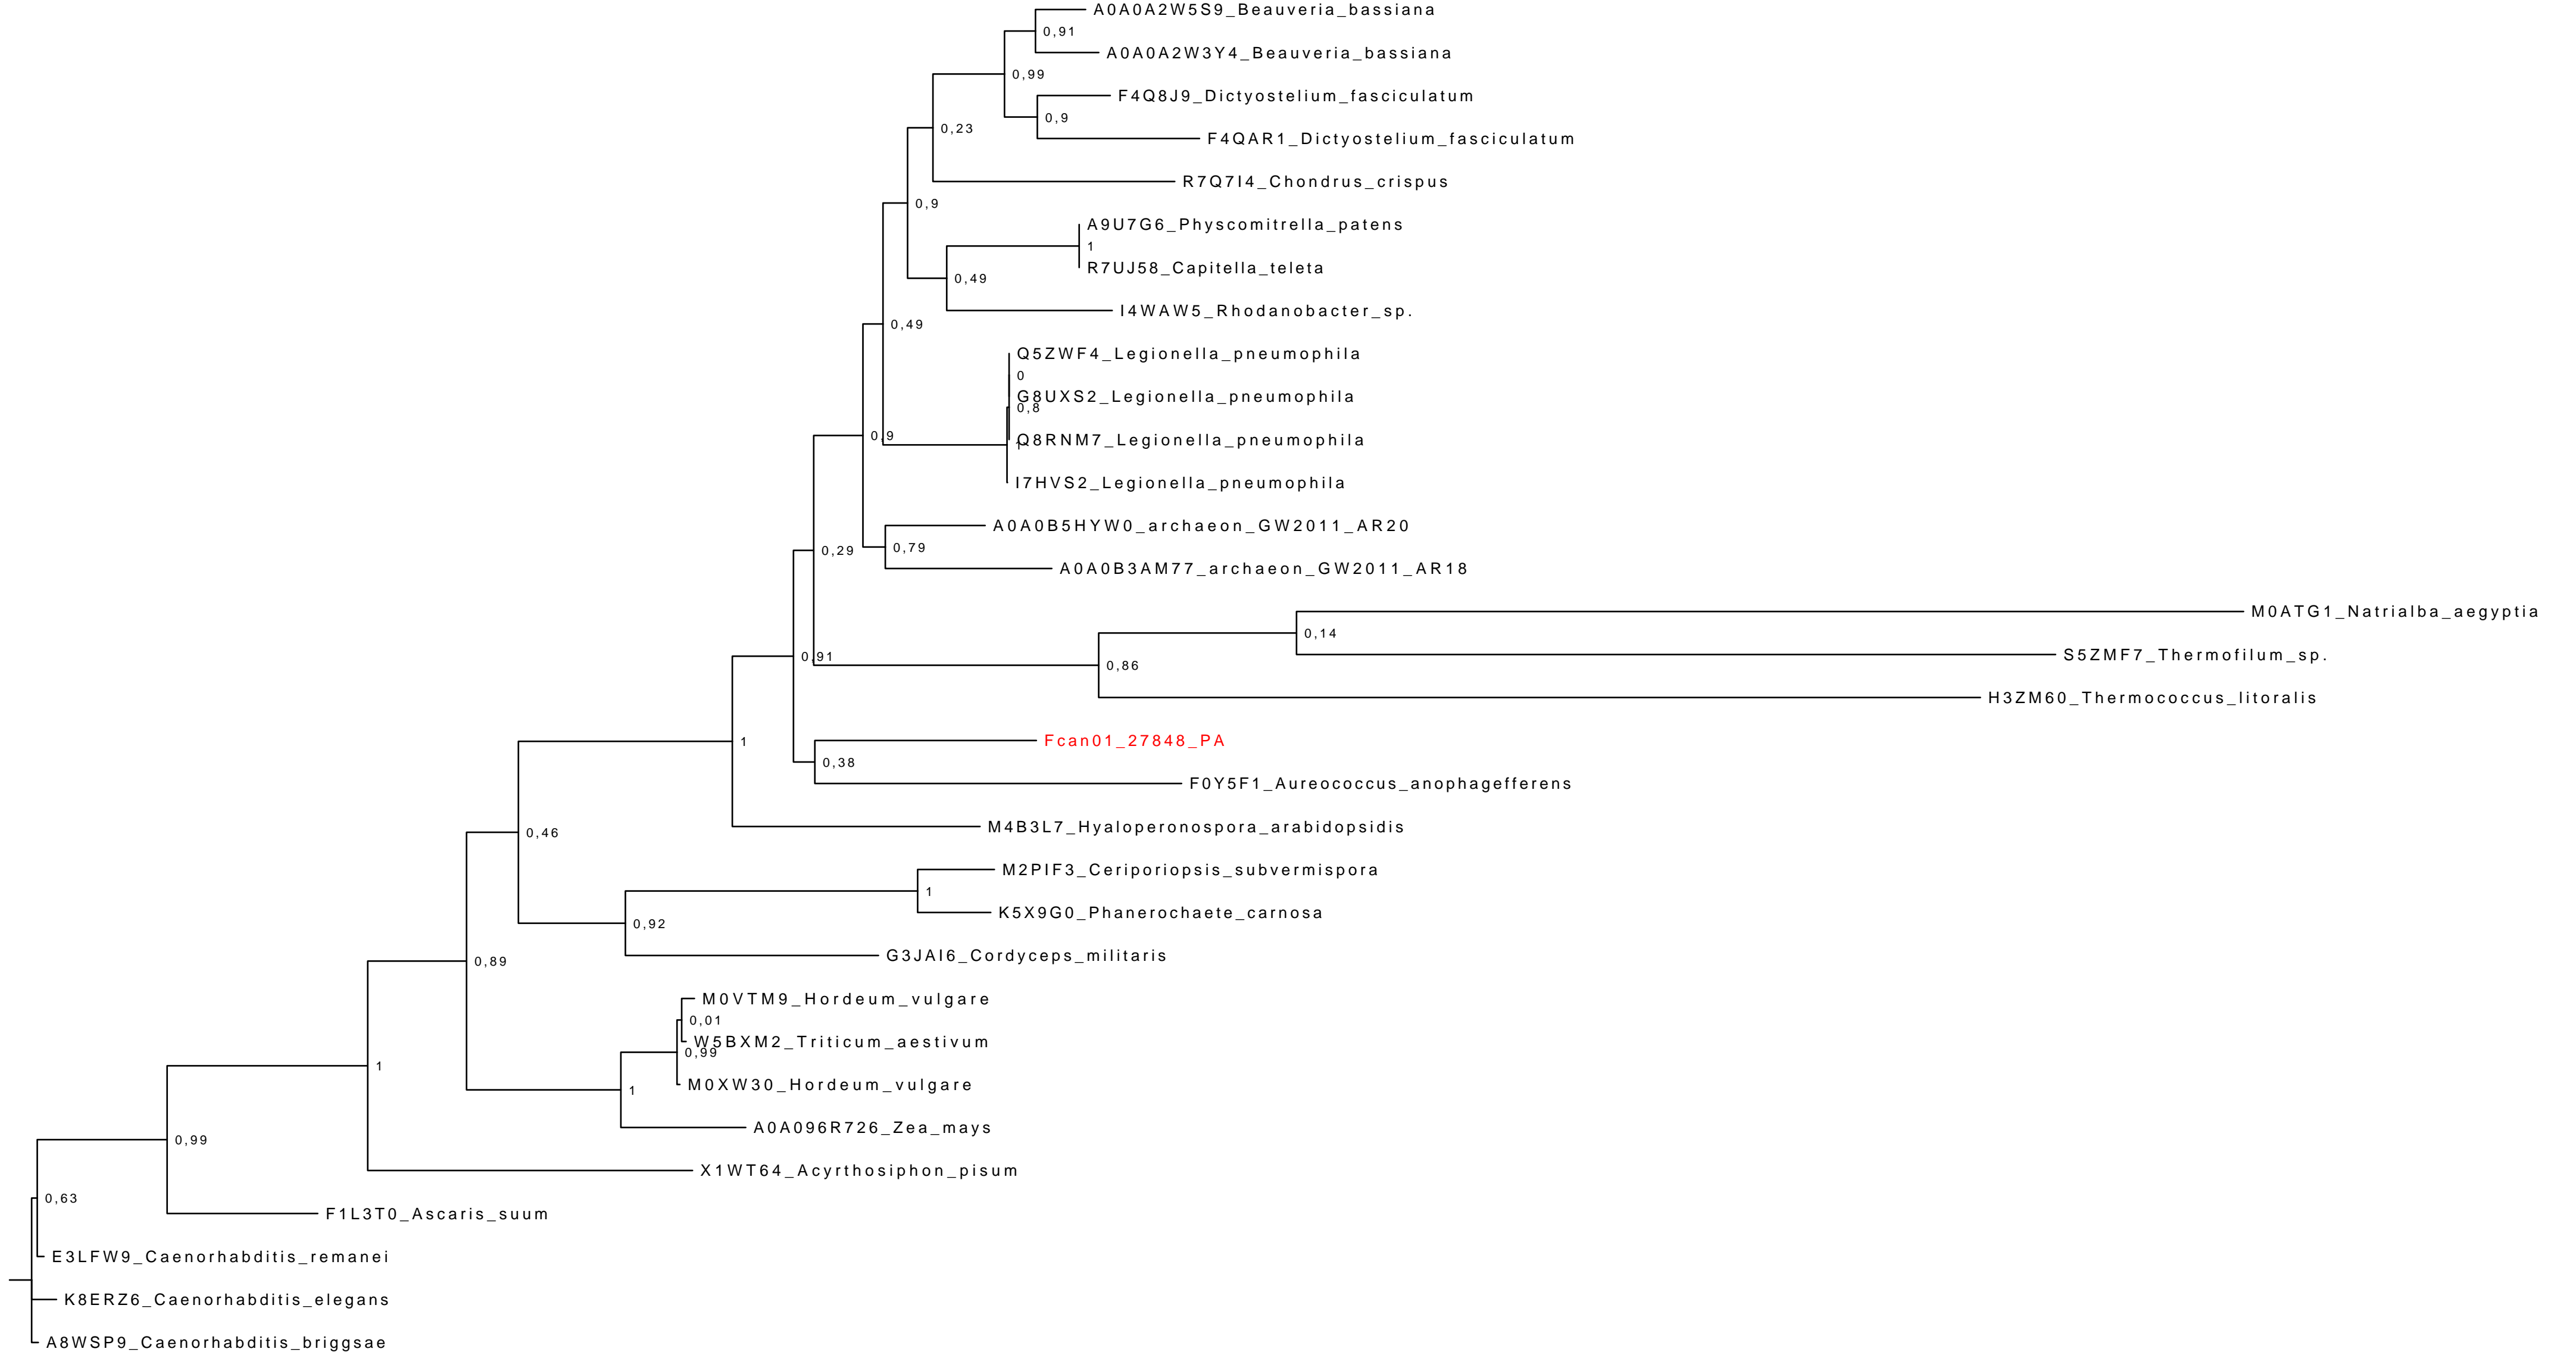 A0A0A2W5S9_Beauveria_bassiana
0,91
A0A0A2W3Y4_Beauveria_bassiana
0,99
F4Q8J9_Dictyostelium_fasciculatum
0,9
0,23
F4QAR1_Dictyostelium_fasciculatum
R7Q7I4_Chondrus_crispus
0,9
A9U7G6_Physcomitrella_patens
1
R7UJ58_Capitella_teleta
0,49
I4WAW5_Rhodanobacter_sp.
0,49
Q5ZWF4_Legionella_pneumophila
0
G8UXS2_Legionella_pneumophila
0,8
0,9
Q8RNM7_Legionella_pneumophila
1
I7HVS2_Legionella_pneumophila
A0A0B5HYW0_archaeon_GW2011_AR20
0,79
0,29
A0A0B3AM77_archaeon_GW2011_AR18
M0ATG1_Natrialba_aegyptia
0,14
S5ZMF7_Thermofilum_sp.
0,91
0,86
H3ZM60_Thermococcus_litoralis
Fcan01_27848_PA
1
0,38
F0Y5F1_Aureococcus_anophagefferens
M4B3L7_Hyaloperonospora_arabidopsidis
0,46
M2PIF3_Ceriporiopsis_subvermispora
1
K5X9G0_Phanerochaete_carnosa
0,92
G3JAI6_Cordyceps_militaris
0,89
M0VTM9_Hordeum_vulgare
0,01
W5BXM2_Triticum_aestivum
0,99
M0XW30_Hordeum_vulgare
1
1
A0A096R726_Zea_mays
0,99
X1WT64_Acyrthosiphon_pisum
0,63
F1L3T0_Ascaris_suum
E3LFW9_Caenorhabditis_remanei
K8ERZ6_Caenorhabditis_elegans
A8WSP9_Caenorhabditis_briggsae